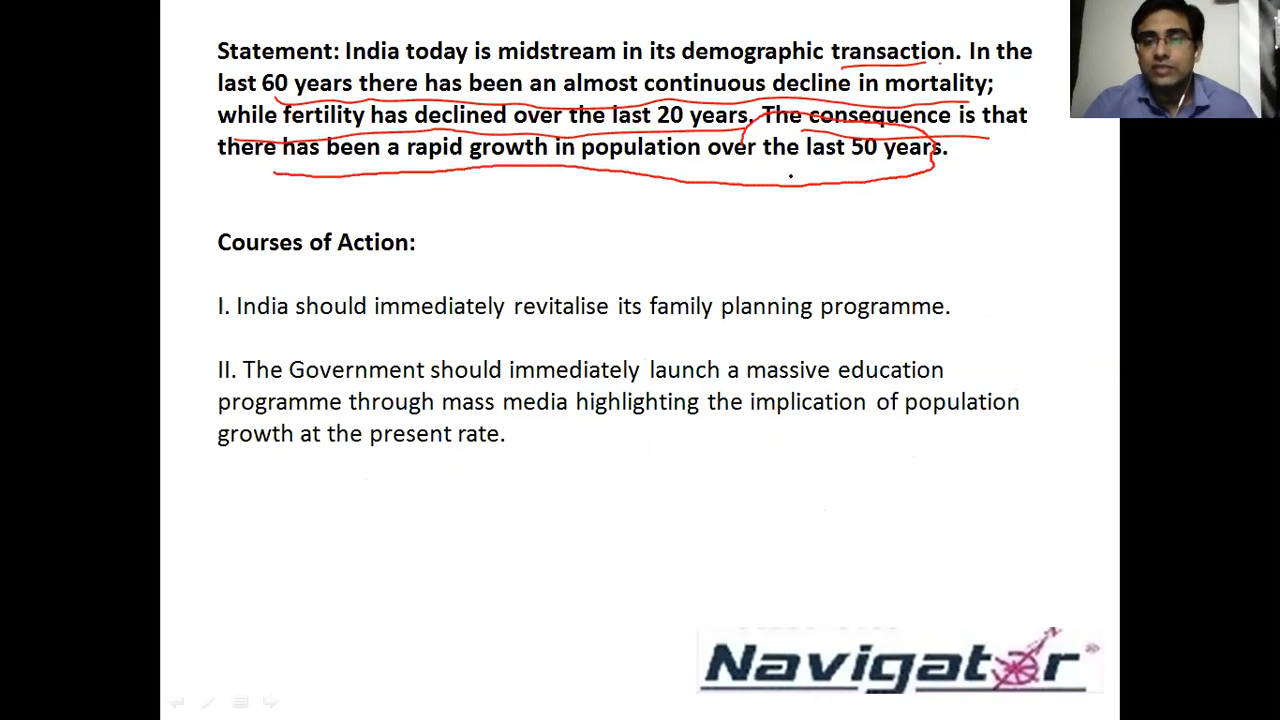 Statement: India today is midstream in its demographic transaction. In the
last 60 years there has been an almost continuous decline in mortality;
while fertility has declined over the last 20 years. The consequence is that
there has been a rapid growth in population over the last 50 years.
Courses of Action:
I. India should immediately revitalise its family planning programme.
II. The Government should immediately launch a massive education
programme through mass media highlighting the implication of population
growth at the present rate.
Navigator